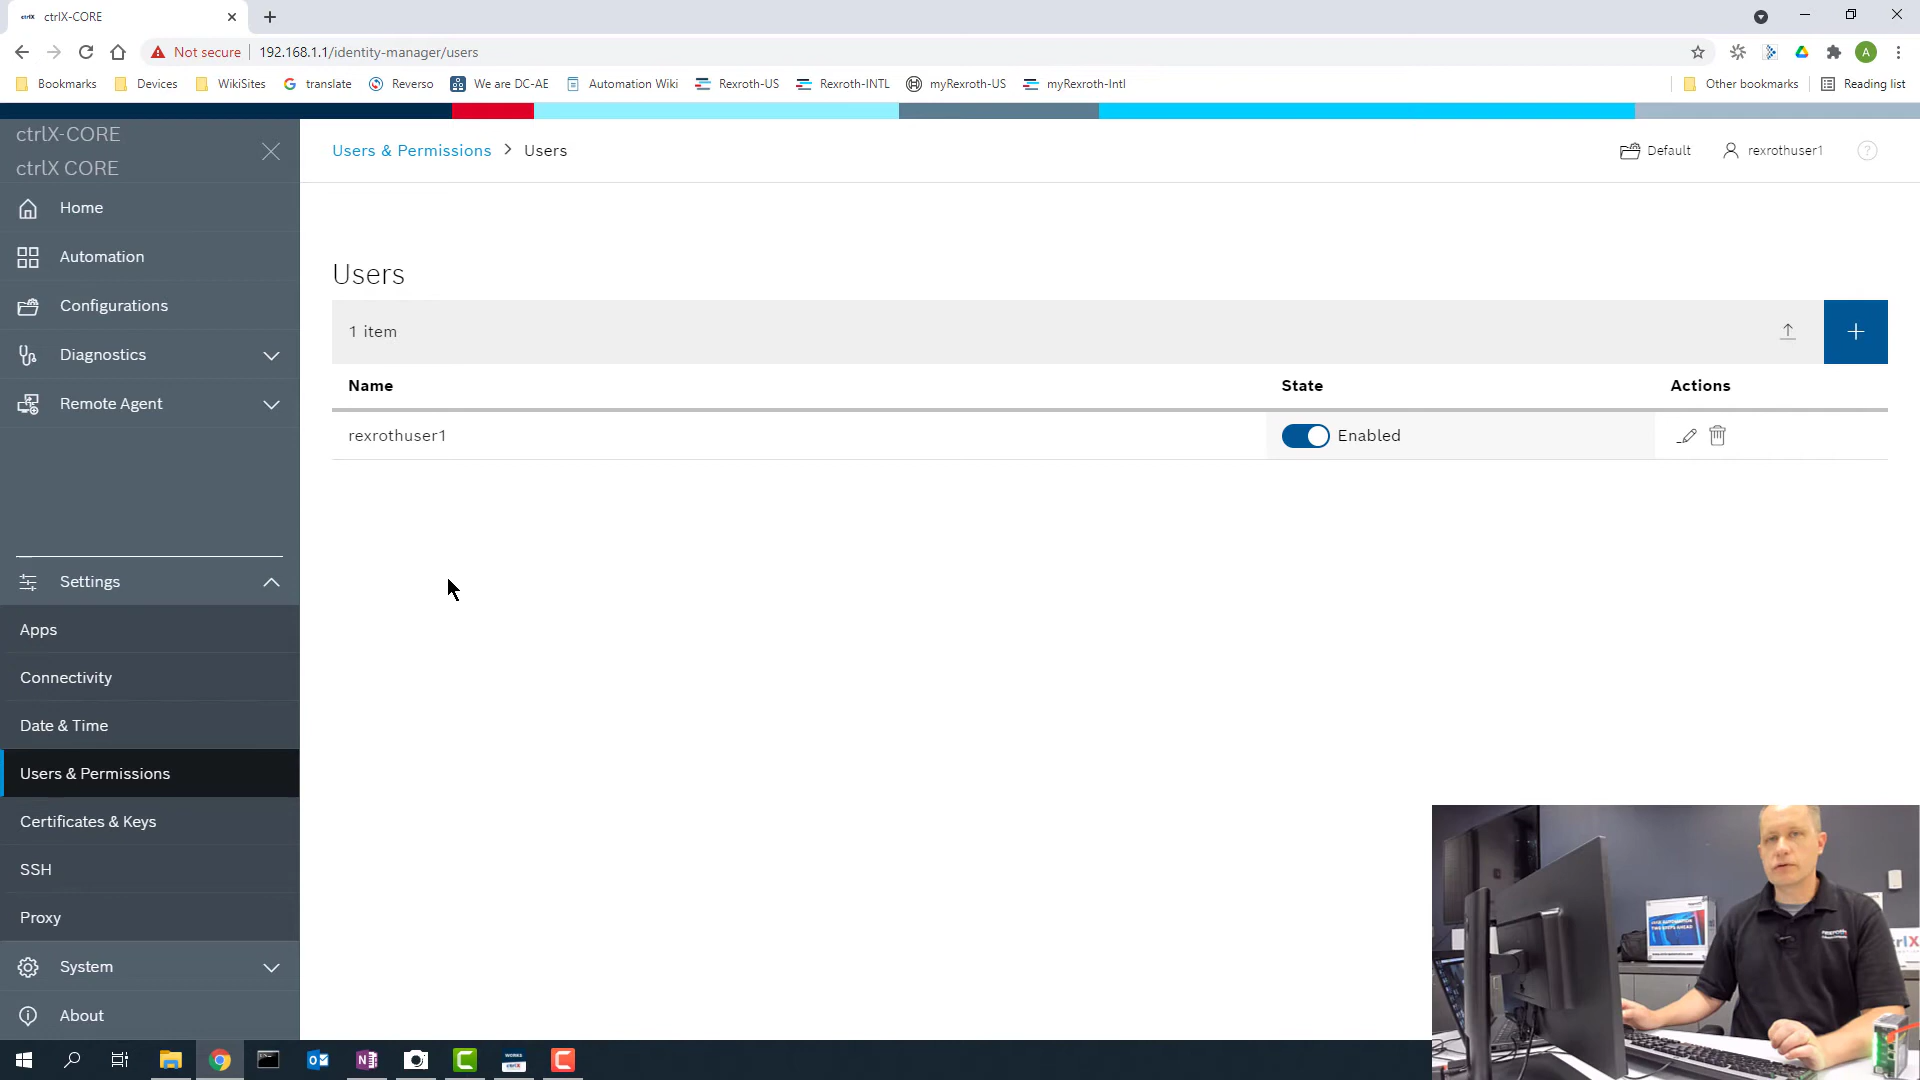 ctrlX-CORE
Not secure
192.168.1.1/identity-manager/users
A
Bookmarks
Devices
WikiSites
translate
Reverso
We are DC-AE
Automation Wiki
Rexroth-US
Rexroth-INTL
myRexroth-US
myRexroth-Intl
Other bookmarks
Reading list
ctrlX-CORE
ctrlX CORE
Home
Automation
Configurations
Diagnostics
Remote Agent
Settings
Apps
Connectivity
Date & Time
Users & Permissions
Certificates & Keys
SSH
Proxy
System
About
Users & Permissions > Users
Default
rexrothuser1
?
Users
1 item
Name State Actions
rexrothuser1 Enabled